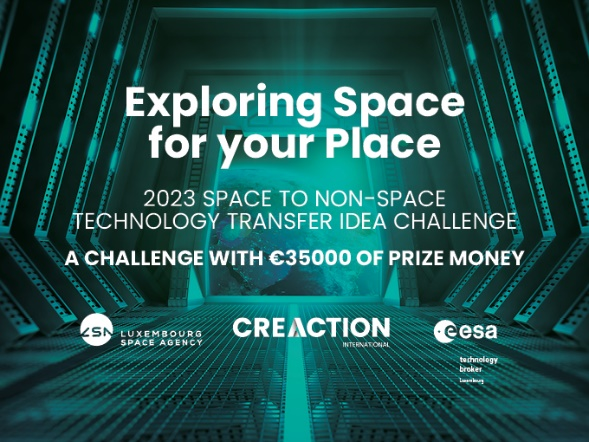 Exploring Space
for your Place
2023 SPACE TO NON-SPACE
TECHNOLOGY TRANSFER IDEA CHALLENGE
A CHALLENGE WITH €35000 OF PRIZE MONEY
LSA LUXEMBOURG
SPACE AGENCY
CREACTION
INTERNATIONAL
esa
technology
broker
Luxembourg